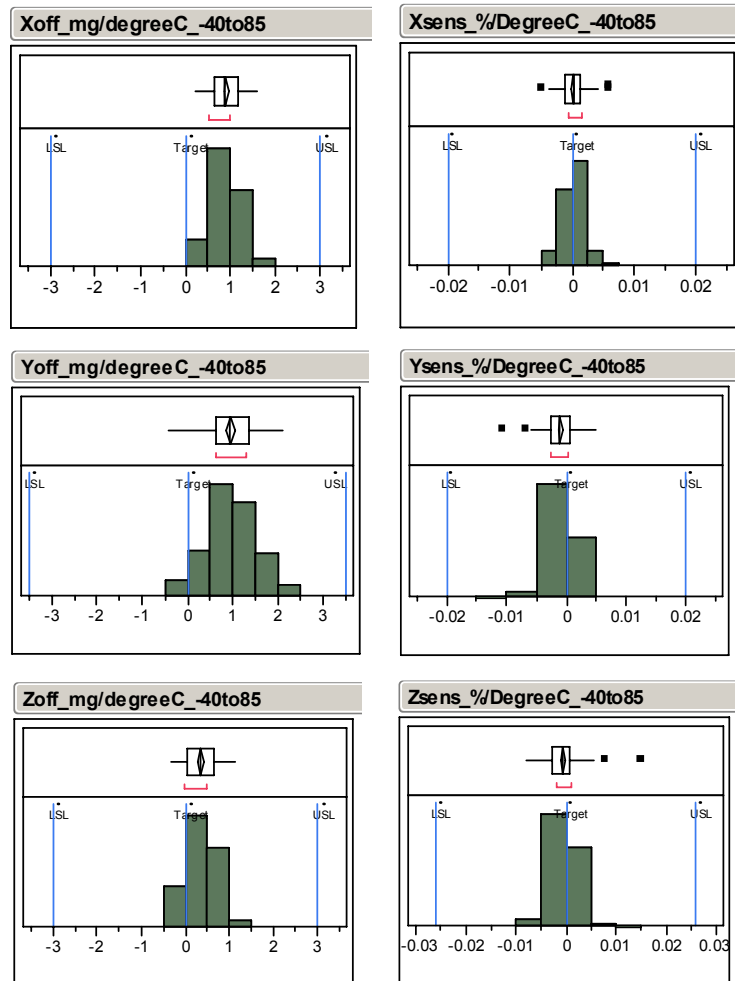 Xoff_mg/degreeC_-40to85
LSL Target USL
-3 -2 -1 0 1 2 3
Xsens_%/DegreeC_-40to85
LSL Target USL
-0.02 -0.01 0 0.01 0.02
Yoff_mg/degreeC_-40to85
LSL Target USL
-3 -2 -1 0 1 2 3
Ysens_%/DegreeC_-40to85
LSL Target USL
-0.02 -0.01 0 0.01 0.02
Zoff_mg/degreeC_-40to85
LSL Target USL
-3 -2 -1 0 1 2 3
Zsens_%/DegreeC_-40to85
LSL Target USL
-0.03 -0.02 -0.01 0 0.01 0.02 0.03